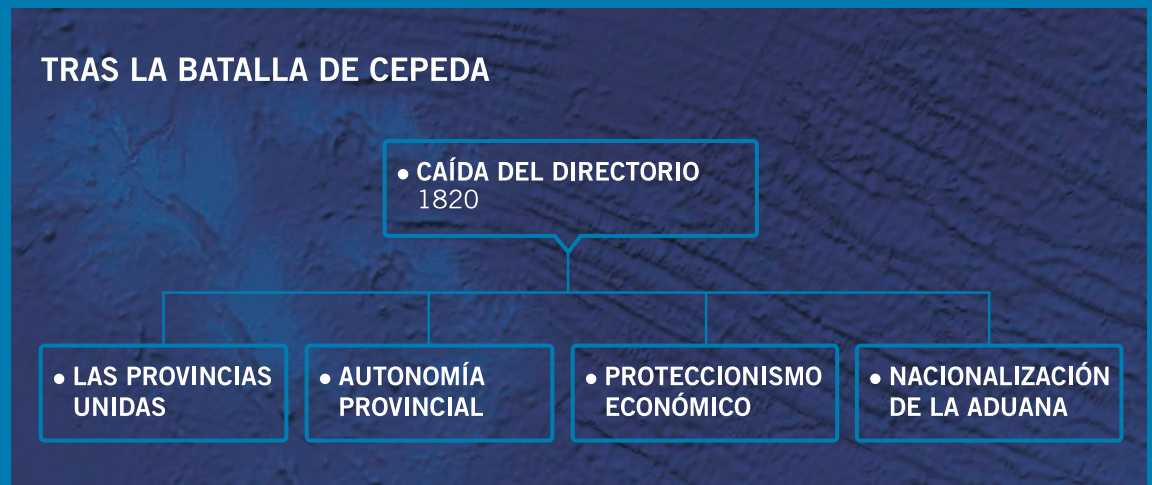 TRAS LA BATALLA DE CEPEDA
• CAÍDA DEL DIRECTORIO
1820
• LAS PROVINCIAS
UNIDAS
• AUTONOMÍA
PROVINCIAL
• PROTECCIONISMO
ECONÓMICO
• NACIONALIZACIÓN
DE LA ADUANA